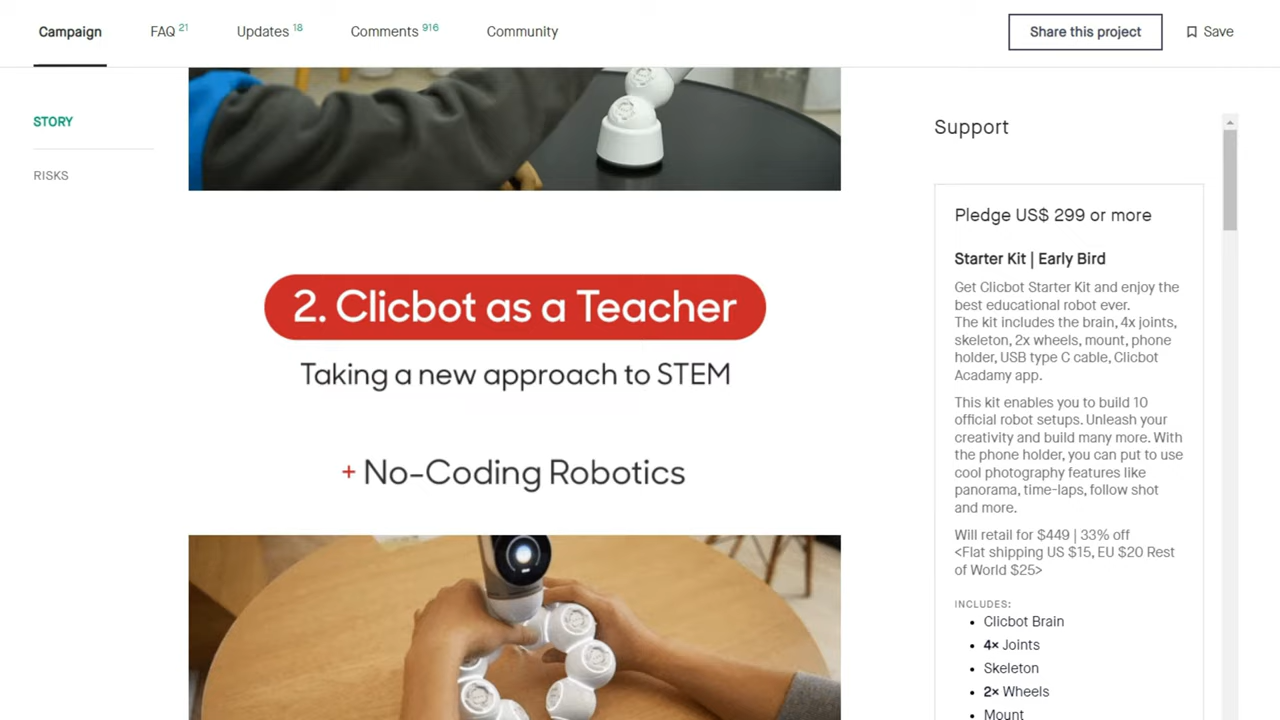 Campaign
FAQ 21
Updates 18
Comments 916
Community
Share this project
Save
STORY
RISKS
2. Clicbot as a Teacher
Taking a new approach to STEM
+ No-Coding Robotics
Support
Pledge US$ 299 or more
Starter Kit | Early Bird
Get Clicbot Starter Kit and enjoy the
best educational robot ever.
The kit includes the brain, 4x joints,
skeleton, 2x wheels, mount, phone
holder, USB type C cable, Clicbot
Acadamy app.
This kit enables you to build 10
official robot setups. Unleash your
creativity and build many more. With
the phone holder, you can put to use
cool photography features like
panorama, time-laps, follow shot
and more.
Will retail for $449 | 33% off
<Flat shipping US $15, EU $20 Rest
of World $25>
INCLUDES:
• Clicbot Brain
• 4× Joints
• Skeleton
• 2× Wheels
• Mount